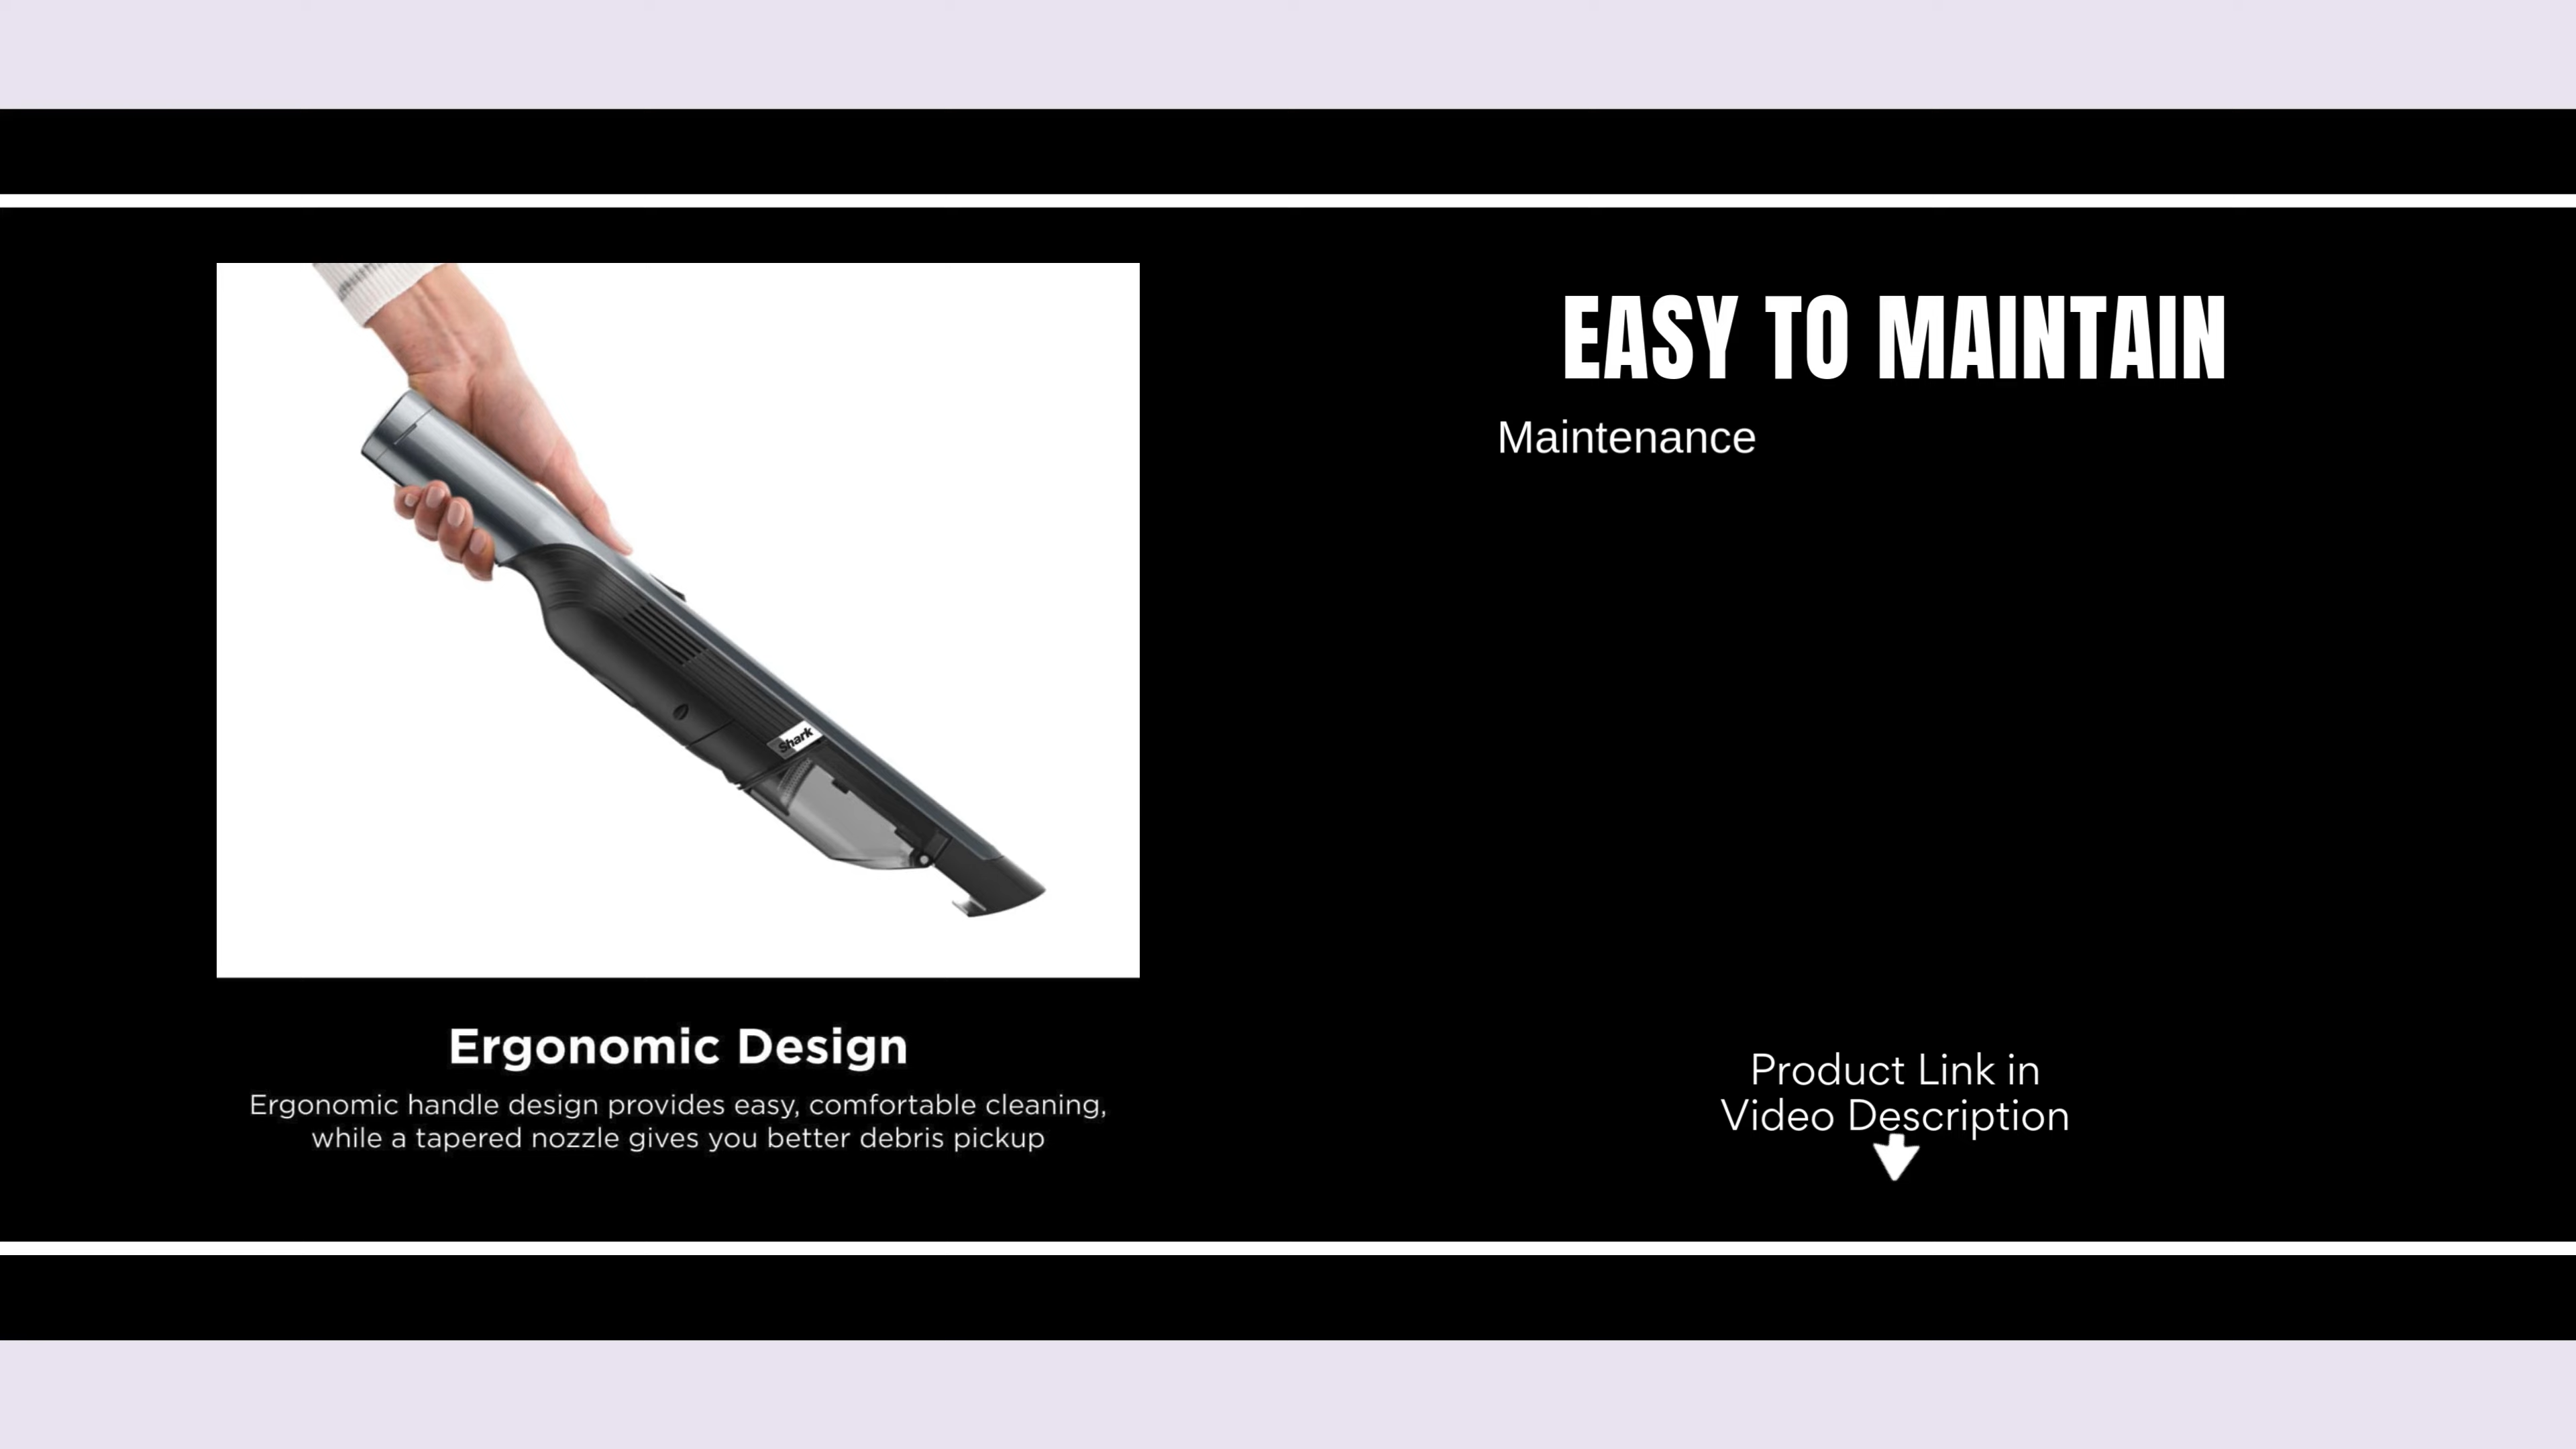 Shark
Ergonomic Design
Ergonomic handle design provides easy, comfortable cleaning,
while a tapered nozzle gives you better debris pickup
EASY TO MAINTAIN
Maintenance
Product Link in
Video Description